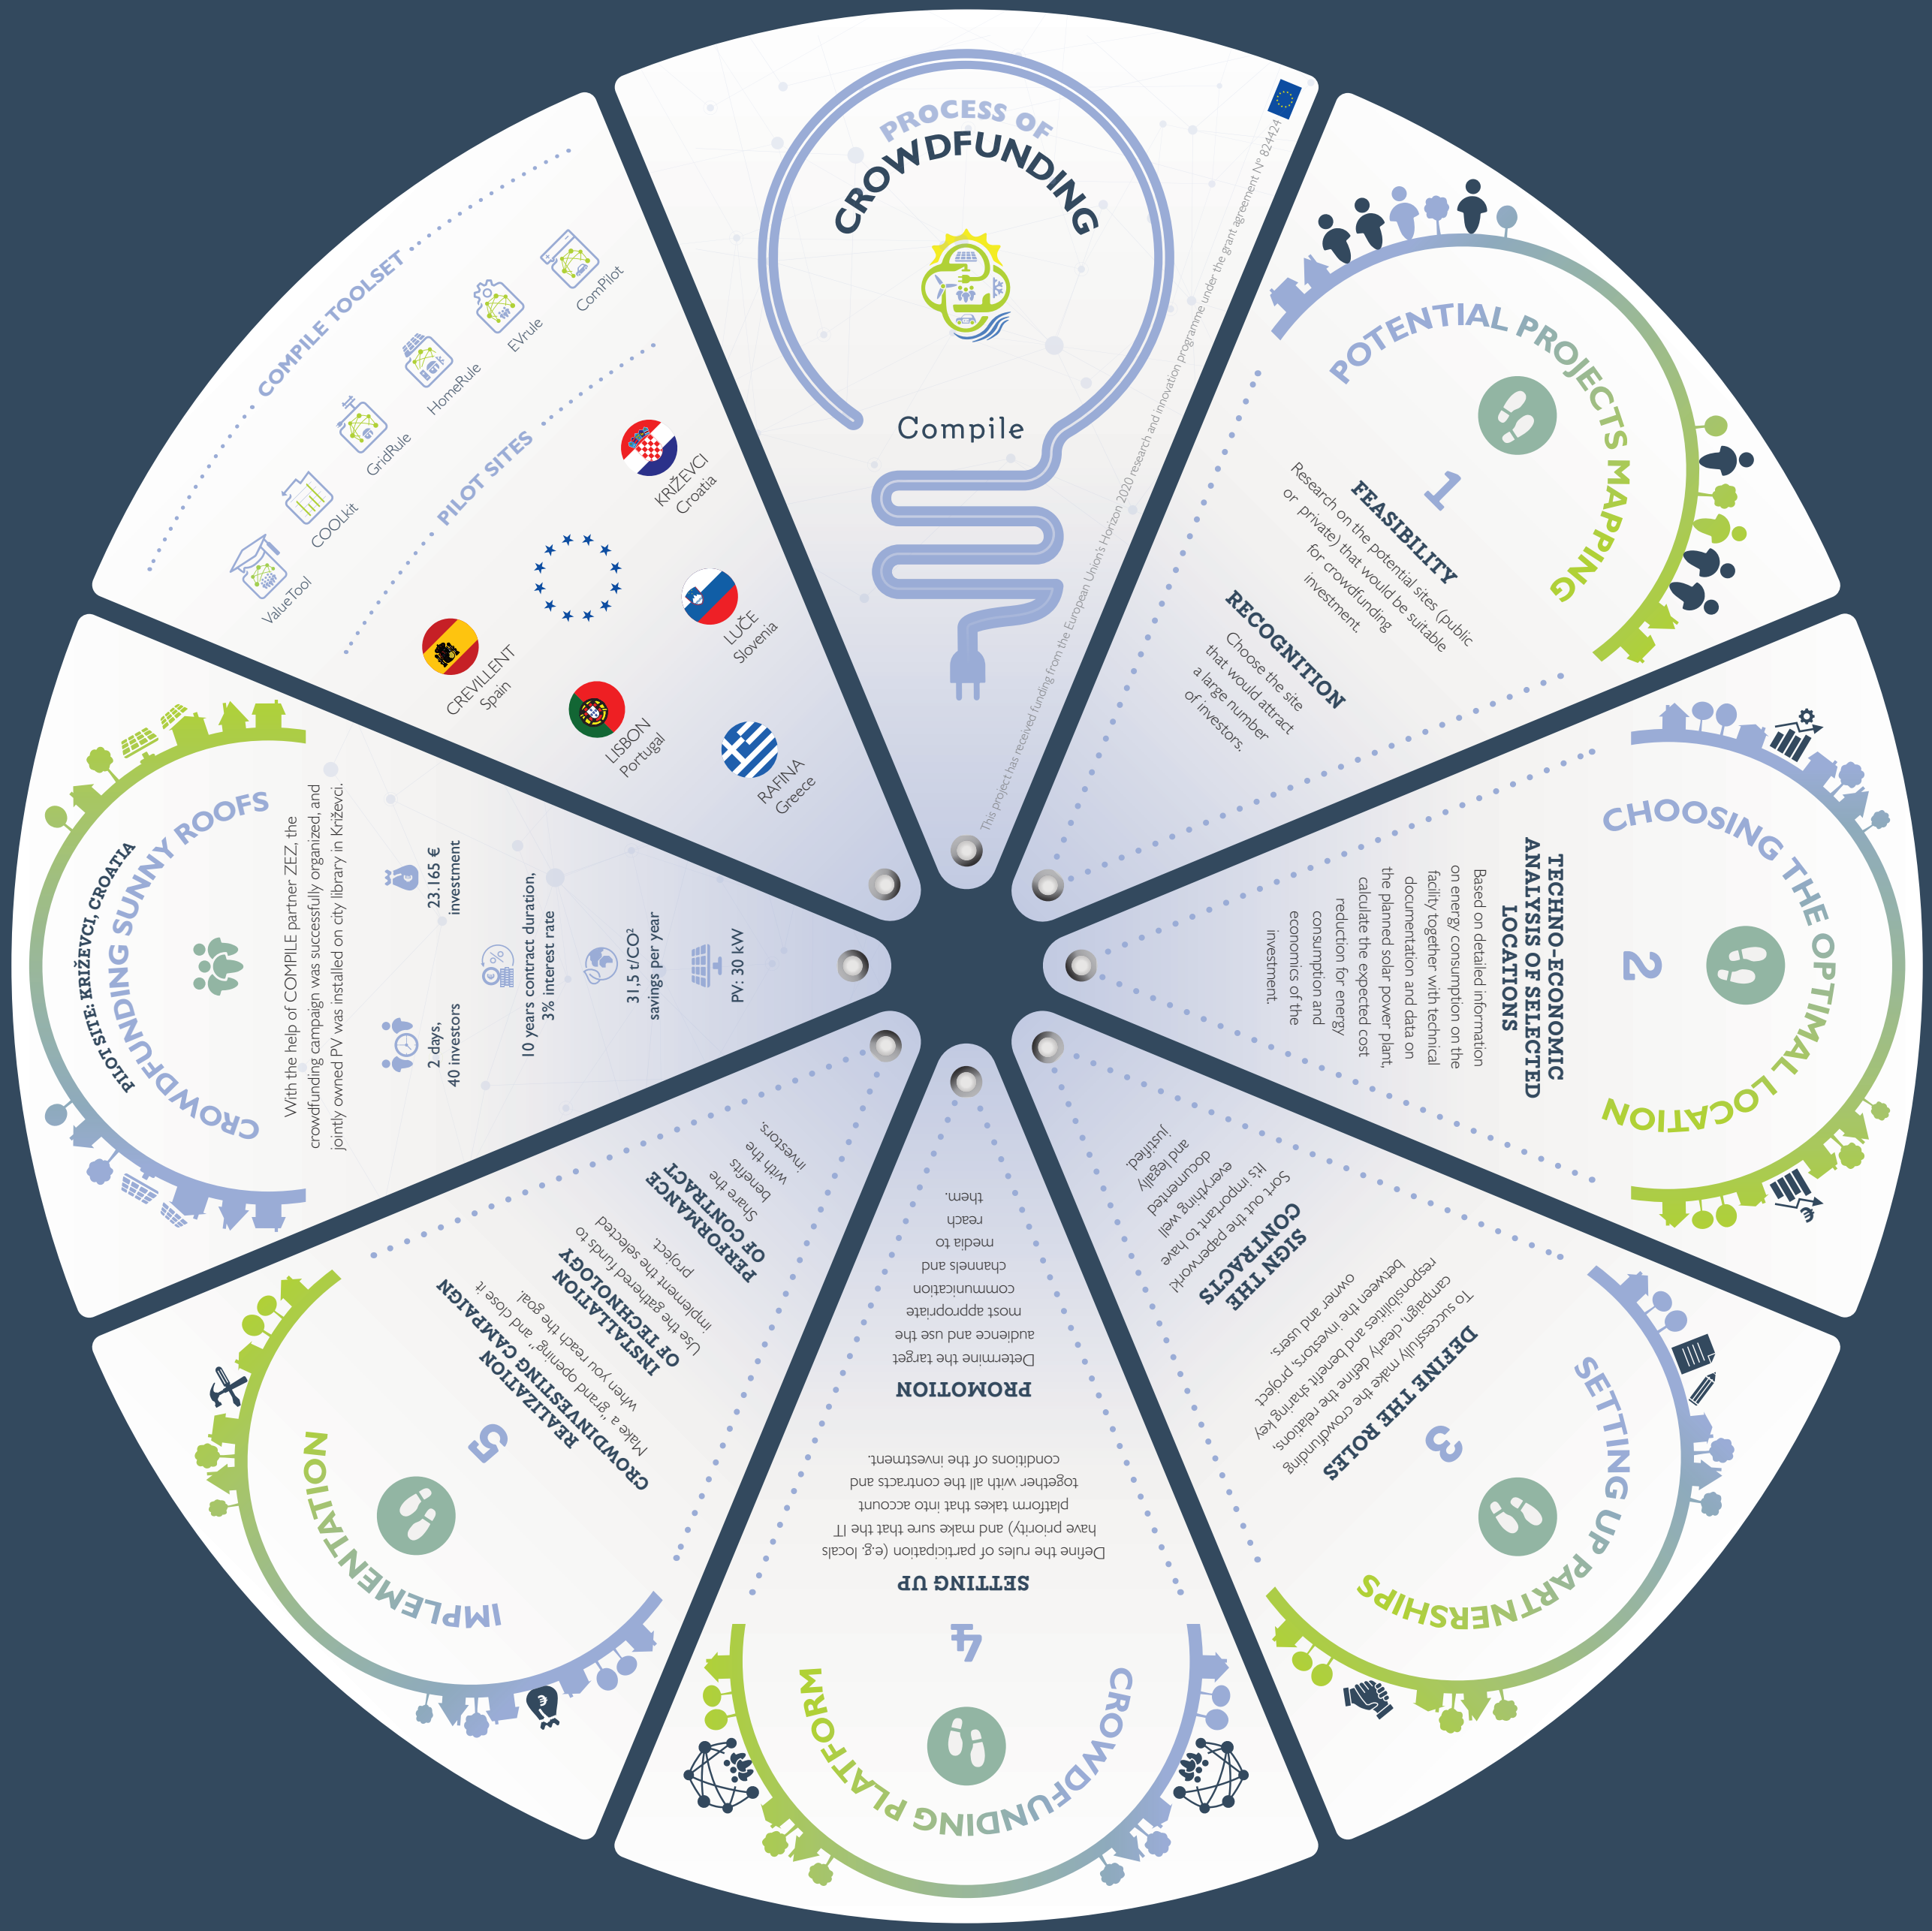 PROCESS OF
CROWDFUNDING
Compile
This project has received funding from the European Union's Horizon 2020 research and innovation programme under the grant agreement Nº 824424
POTENTIAL PROJECTS MAPPING
1
FEASIBILITY
Research on the potential sites (public
or private) that would be suitable
for crowdfunding
investment.
RECOGNITION
Choose the site
that would attract
a large number
of investors.
CHOOSING THE OPTIMAL LOCATION
2
TECHNO-ECONOMIC
ANALYSIS OF SELECTED
LOCATIONS
Based on detailed information
on energy consumption on the
facility together with technical
documentation and data on
the planned solar power plant,
calculate the expected cost
reduction for energy
consumption and
economics of the
investment.
SETTING UP PARTNERSHIPS
3
DEFINE THE ROLES
To successfully make the crowdfunding
campaign, clearly define the relations,
responsibilities and benefit sharing key
between the investors, project
owner and users.
SIGN THE
CONTRACTS
Sort out the paperwork!
It's important to have
everything well
documented
and legally
justified.
CROWDFUNDING PLATFORM
4
SETTING UP
Define the rules of participation (e.g. locals
have priority) and make sure that the IT
platform takes that into account
together with all the contracts and
conditions of the investment.
PROMOTION
Determine the target
audience and use the
most appropriate
communication
channels and
media to
reach
them.
IMPLEMENTATION
5
REALIZATION
CROWDINVESTING CAMPAIGN
Make a "grand opening" and close it
when you reach the goal.
INSTALLATION
OF TECHNOLOGY
Use the gathered funds to
implement the selected
project.
PERFORMANCE
OF CONTRACT
Share the
benefits
with the
investors.
PILOT SITE: KRIŽEVCI, CROATIA
CROWDFUNDING SUNNY ROOFS
With the help of COMPILE partner ZEZ, the
crowdfunding campaign was successfully organized, and
jointly owned PV was installed on city library in Križevci.
2 days,
40 investors
23.165 €
investment
10 years contract duration,
3% interest rate
31,5 t/CO²
savings per year
PV: 30 kW
COMPILE TOOLSET
ValueTool
COOLkit
GridRule
HomeRule
EVrule
ComPilot
PILOT SITES
CREVILLENT
Spain
LISBON
Portugal
RAFINA
Greece
LUČE
Slovenia
KRIŽEVCI
Croatia